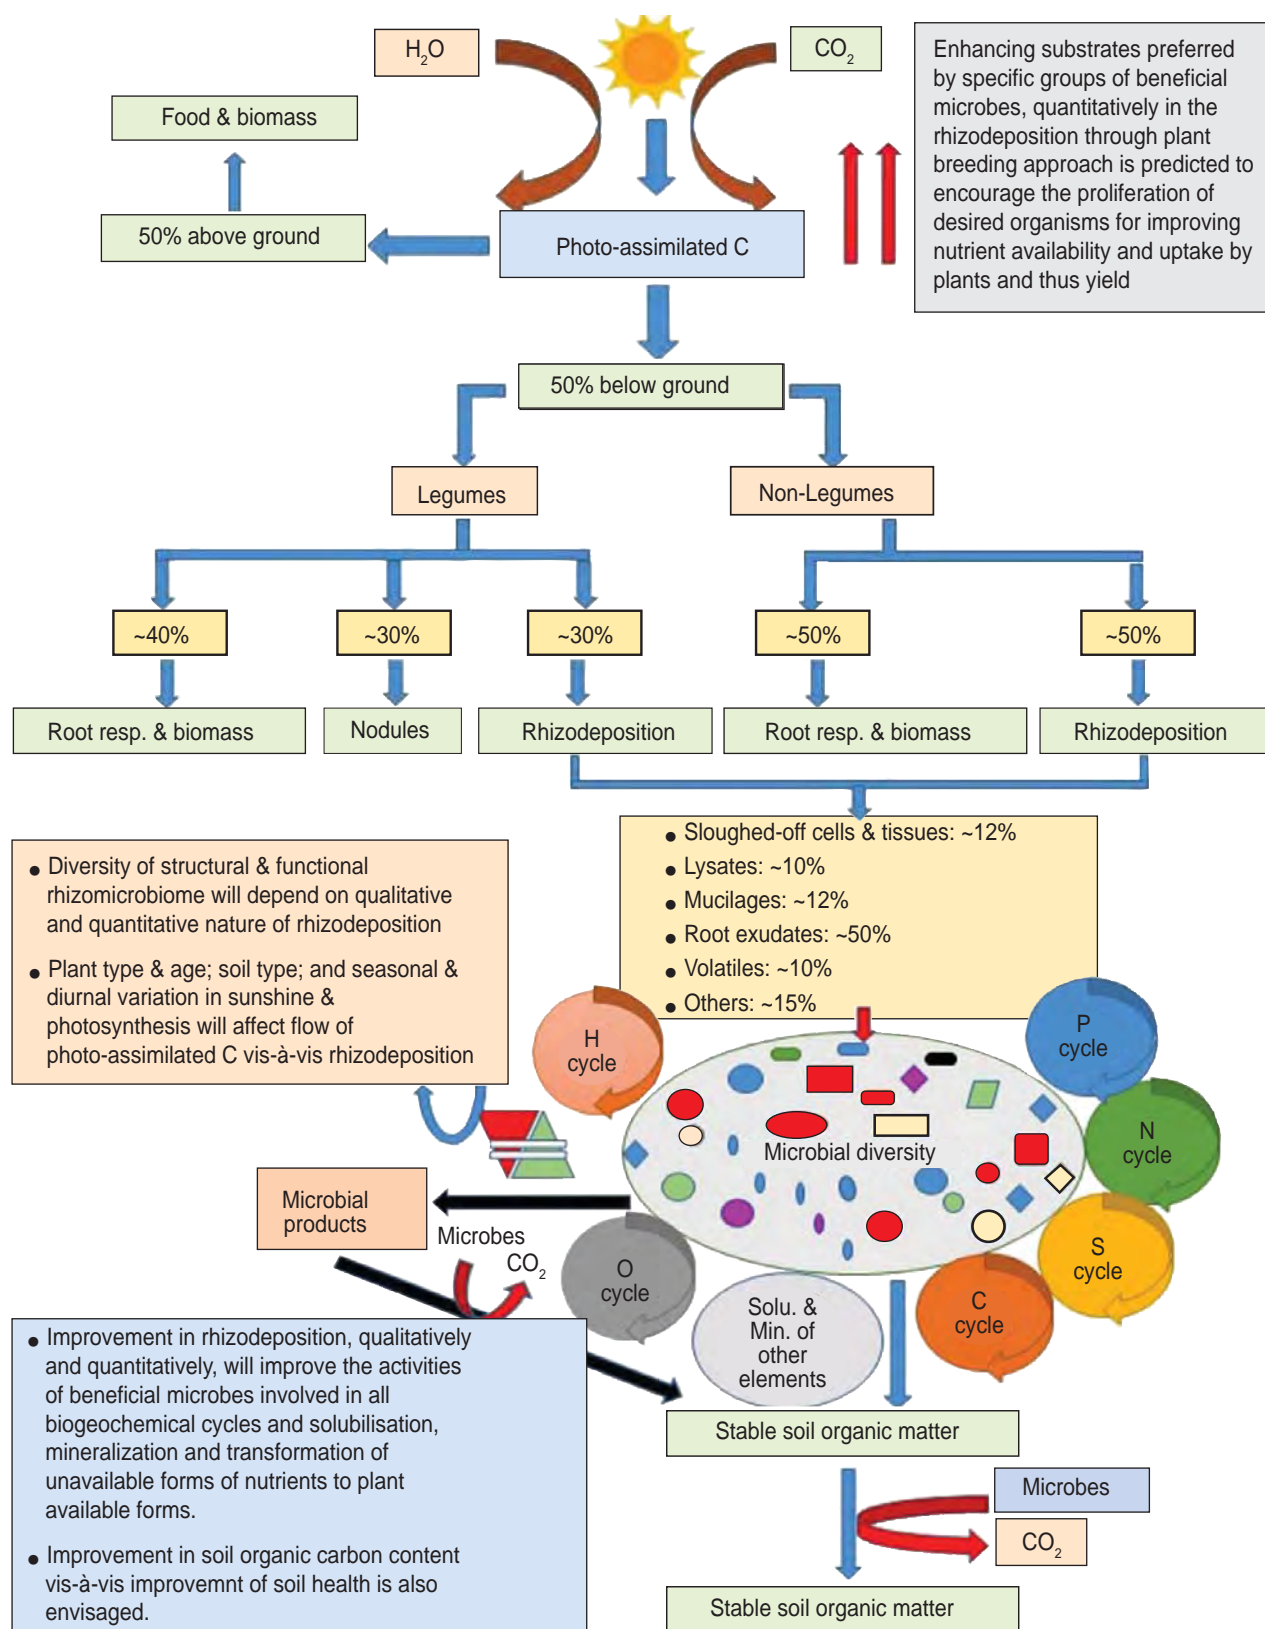 H₂O
CO₂
Enhancing substrates preferred
by specific groups of beneficial
microbes, quantitatively in the
rhizodeposition through plant
breeding approach is predicted to
encourage the proliferation of
desired organisms for improving
nutrient availability and uptake by
plants and thus yield
Food & biomass
50% above ground
Photo-assimilated C
50% below ground
Legumes
Non-Legumes
~40%
~30%
~30%
~50%
~50%
Root resp. & biomass
Nodules
Rhizodeposition
Root resp. & biomass
Rhizodeposition
● Sloughed-off cells & tissues: ~12%
● Lysates: ~10%
● Mucilages: ~12%
● Root exudates: ~50%
● Volatiles: ~10%
● Others: ~15%
● Diversity of structural & functional
rhizomicrobiome will depend on qualitative
and quantitative nature of rhizodeposition
● Plant type & age; soil type; and seasonal &
diurnal variation in sunshine &
photosynthesis will affect flow of
photo-assimilated C vis-à-vis rhizodeposition
H
cycle
P
cycle
N
cycle
Microbial diversity
Microbial
products
Microbes
CO₂
O
cycle
S
cycle
C
cycle
Solu. &
Min. of
other
elements
● Improvement in rhizodeposition, qualitatively
and quantitatively, will improve the activities
of beneficial microbes involved in all
biogeochemical cycles and solubilisation,
mineralization and transformation of
unavailable forms of nutrients to plant
available forms.
● Improvement in soil organic carbon content
vis-à-vis improvemnt of soil health is also
envisaged.
Stable soil organic matter
Microbes
CO₂
Stable soil organic matter